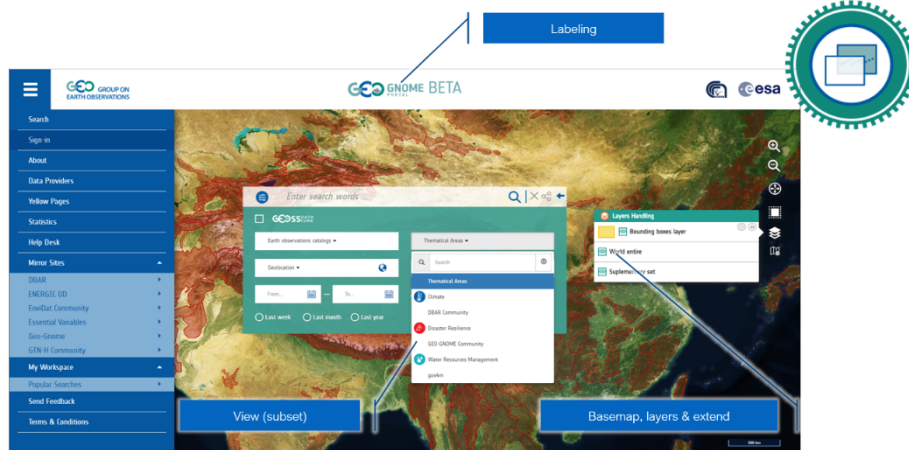 Labeling
GEO GROUP ON
EARTH OBSERVATIONS
GEO GNOME BETA
PORTAL
esa
Search
Sign in
About
Data Providers
Yellow Pages
Statistics
Help Desk
Mirror Sites
DBAR
ENERGIC OD
EnviDat Community
Essential Variables
Geo-Gnome
GTN-H Community
My Workspace
Popular Searches
Send Feedback
Terms & Conditions
Enter search words
GEOSS
Earth observations catalogs
Geolocation
From...
To...
Last week
Last month
Last year
Thematical Areas
Search
Thematical Areas
Climate
DBAR Community
Disaster Resilience
GEO-GNOME Community
Water Resources Management
Layers Handling
Bounding boxes layer
World entire
Suplementary set
View (subset)
Basemap, layers & extend